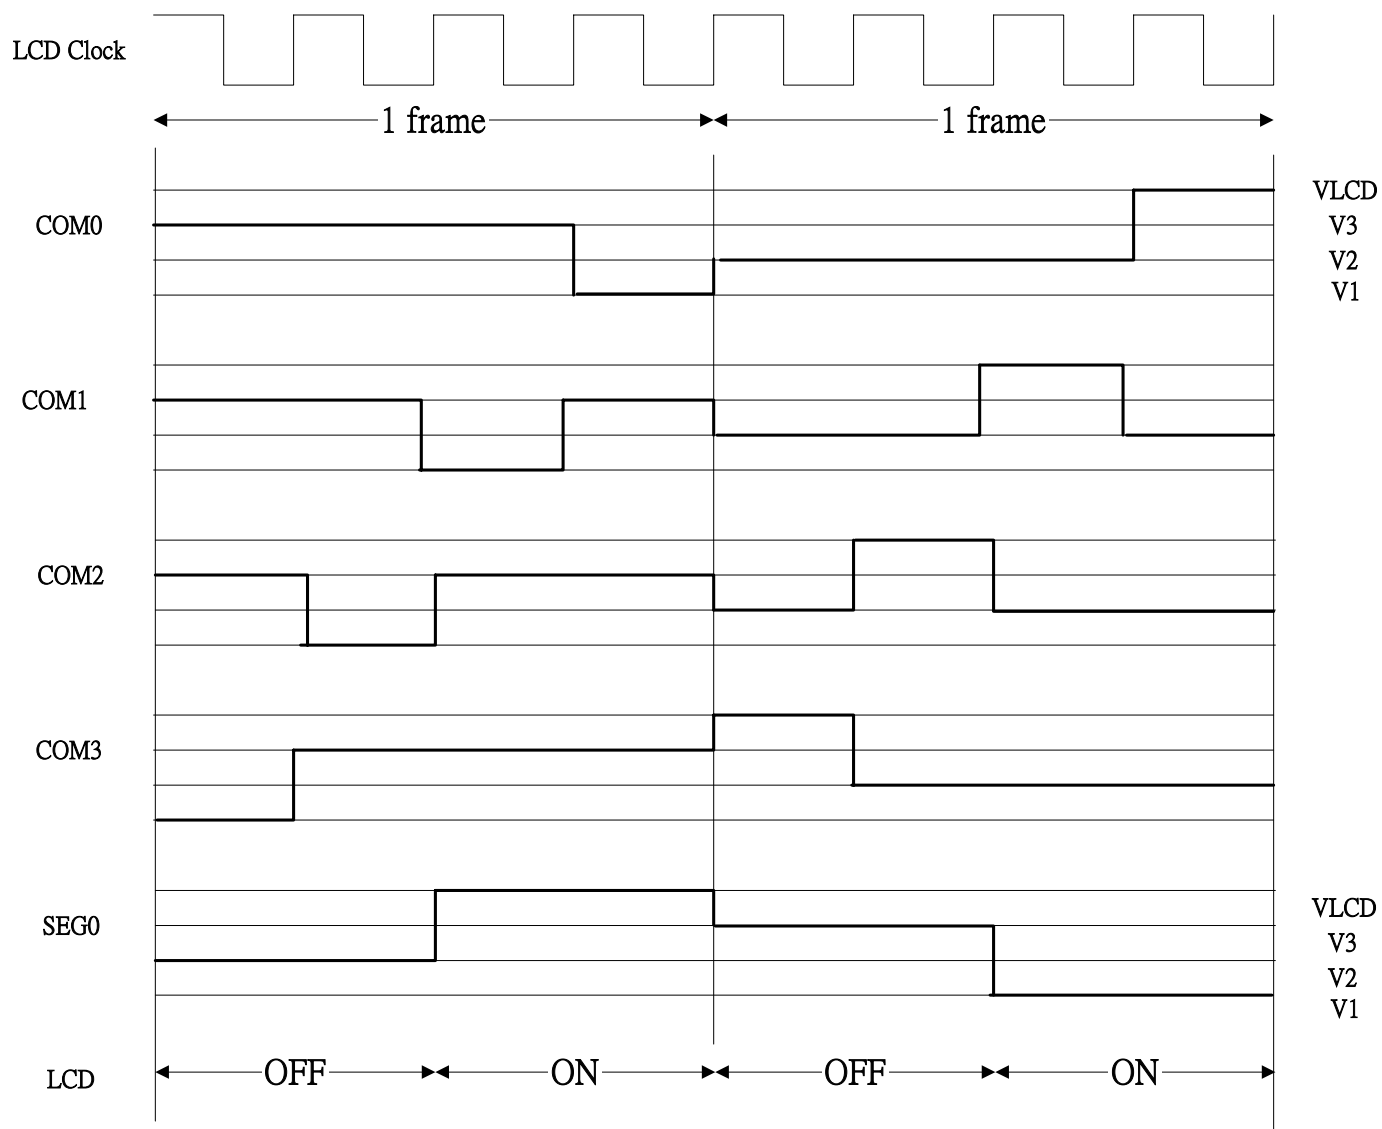 LCD Clock
1 frame 1 frame
VLCD
COM0 V3
V2
V1
COM1
COM2
COM3
VLCD
SEG0
V3
V2
V1
LCD OFF ON OFF ON